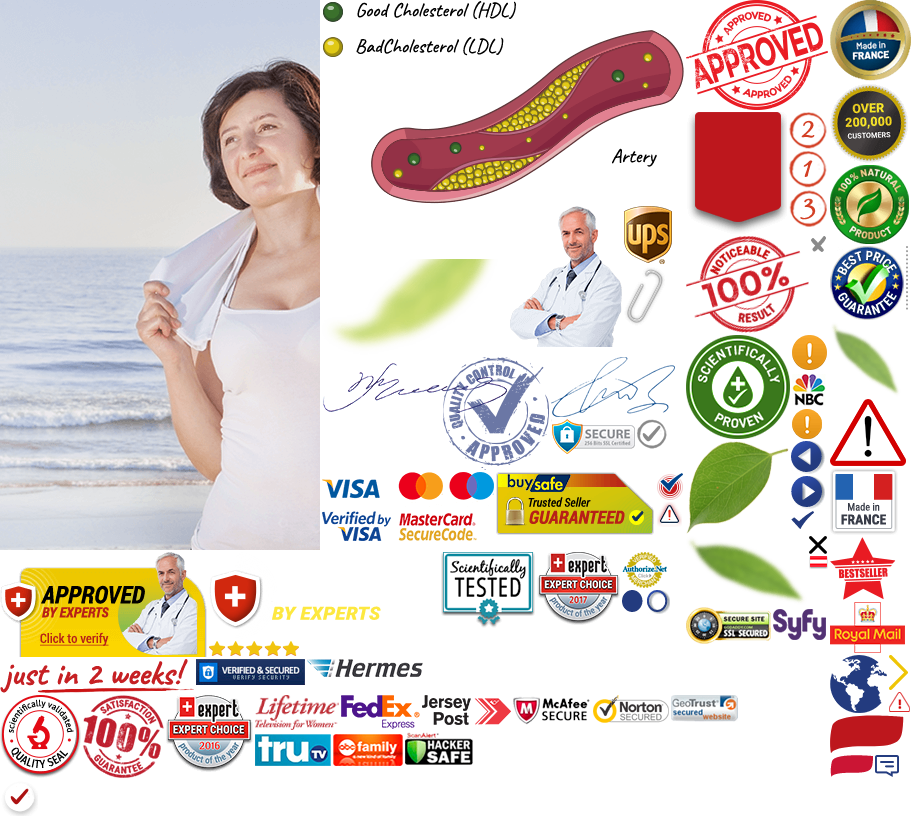 Good Cholesterol (HDL)
BadCholesterol (LDL)
Artery
APPROVED
APPROVED
APPROVED
Made in
FRANCE
OVER
200,000
CUSTOMERS
2
1
3
100% NATURAL
PRODUCT
ups
NOTICEABLE
100%
RESULT
BEST PRICE
GUARANTEE
SCIENTIFICALLY
PROVEN
NBC
QUALITY CONTROL
APPROVED
SECURE
256 Bits SSL Certified
VISA
buysafe
Trusted Seller
GUARANTEED
Verified by
VISA
MasterCard.
SecureCode.
Made in
FRANCE
BESTSELLER
APPROVED
BY EXPERTS
Click to verify
BY EXPERTS
Scientifically
TESTED
expert
EXPERT CHOICE
2017
product of the year
Authorize.Net
Click
SECURE SITE
GODADDY.COM
SSL SECURED
Syfy
Royal Mail
just in 2 weeks!
VERIFIED & SECURED
VERIFY SECURITY
Hermes
scientifically validated
QUALITY SEAL
SATISFACTION
100%
GUARANTEE
expert
EXPERT CHOICE
2016
product of the year
Lifetime
Television for Women
FedEx
Express
Jersey
Post
McAfee
SECURE
Norton
SECURED
GeoTrust
secured
website
tru
TV
abc family
ScanAlert
HACKER
SAFE